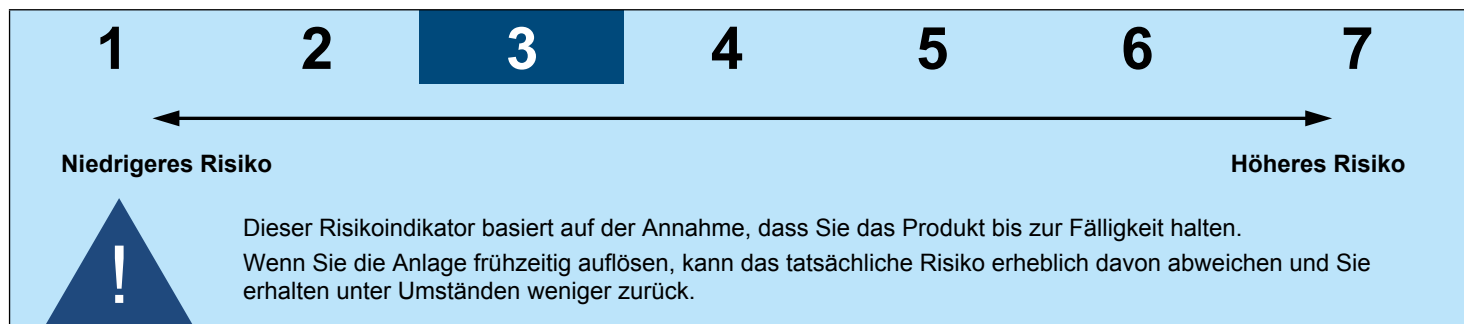 1 2 3 4 5 6 7
Niedrigeres Risiko Höheres Risiko
!
Dieser Risikoindikator basiert auf der Annahme, dass Sie das Produkt bis zur Fälligkeit halten.
Wenn Sie die Anlage frühzeitig auflösen, kann das tatsächliche Risiko erheblich davon abweichen und Sie
erhalten unter Umständen weniger zurück.